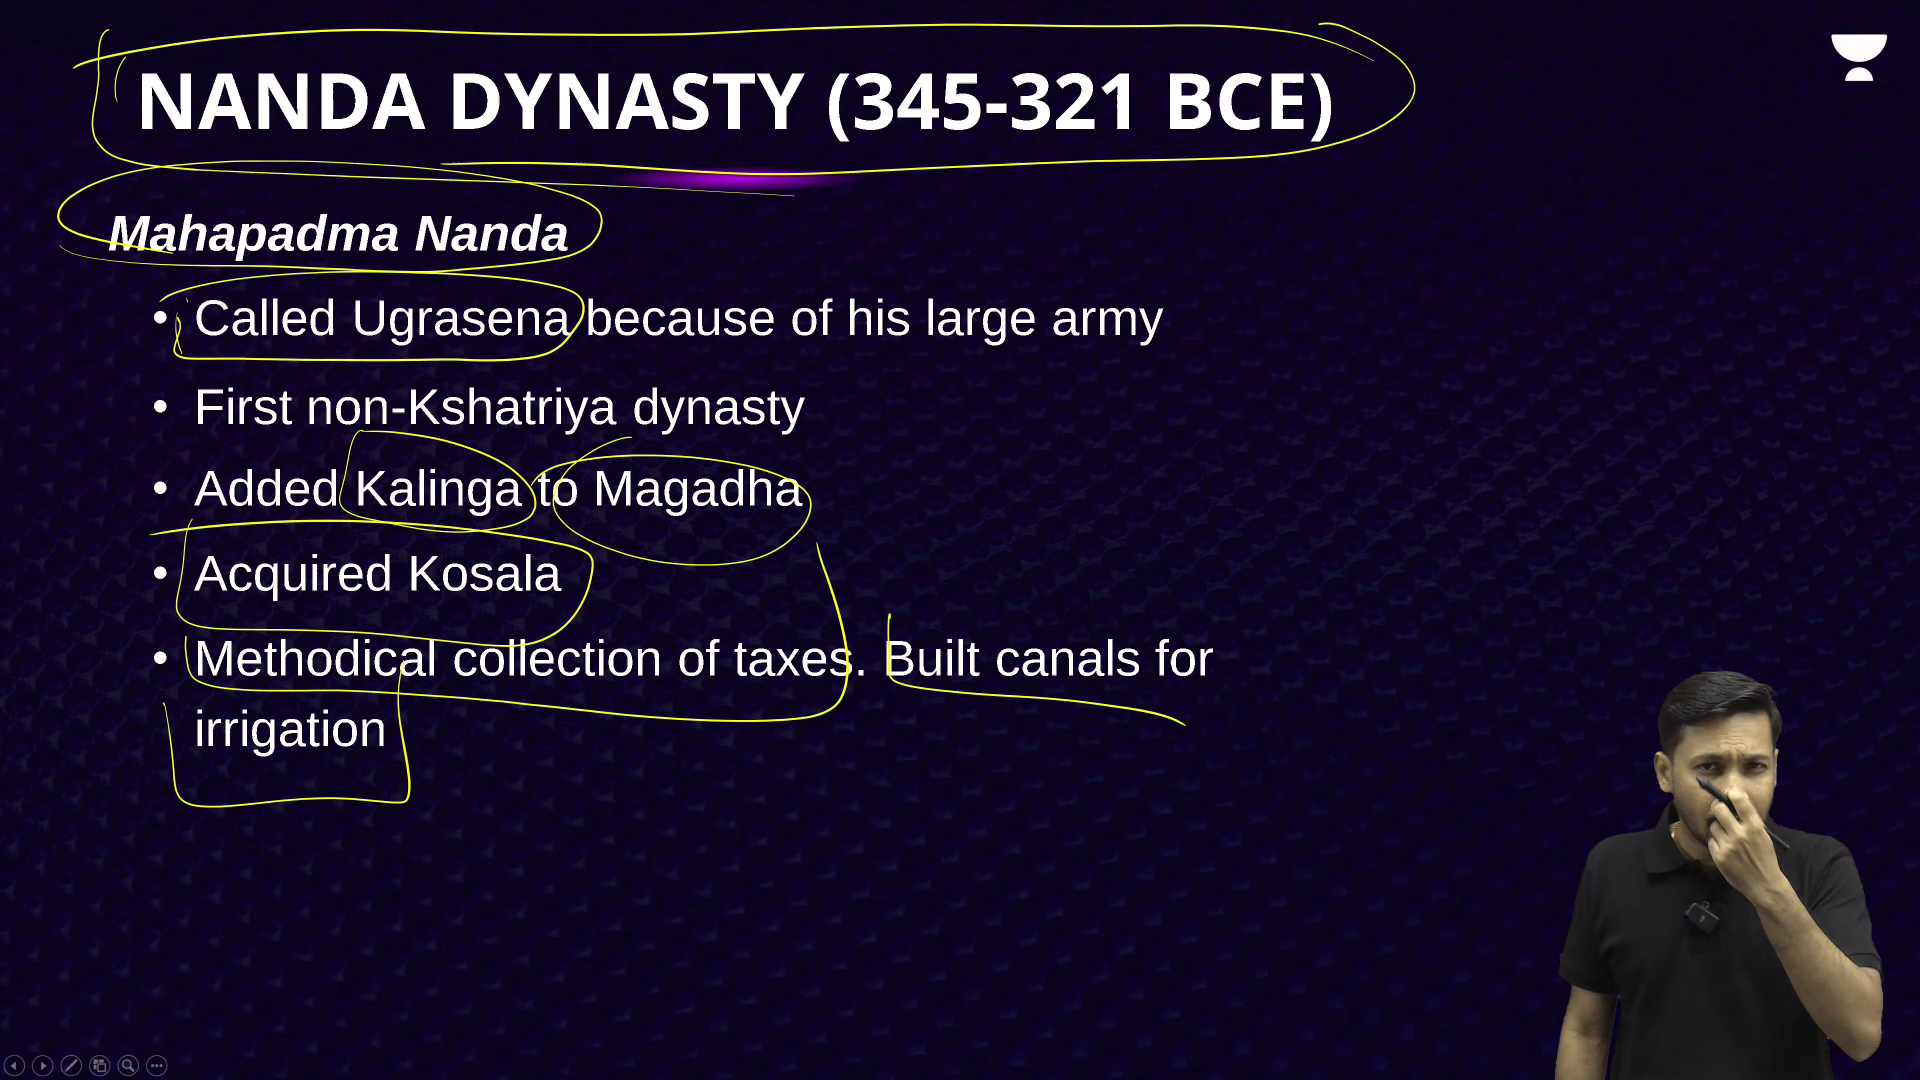 NANDA DYNASTY (345-321 BCE)
Mahapadma Nanda
• Called Ugrasena because of his large army
• First non-Kshatriya dynasty
• Added Kalinga to Magadha
• Acquired Kosala
• Methodical collection of taxes. Built canals for
irrigation